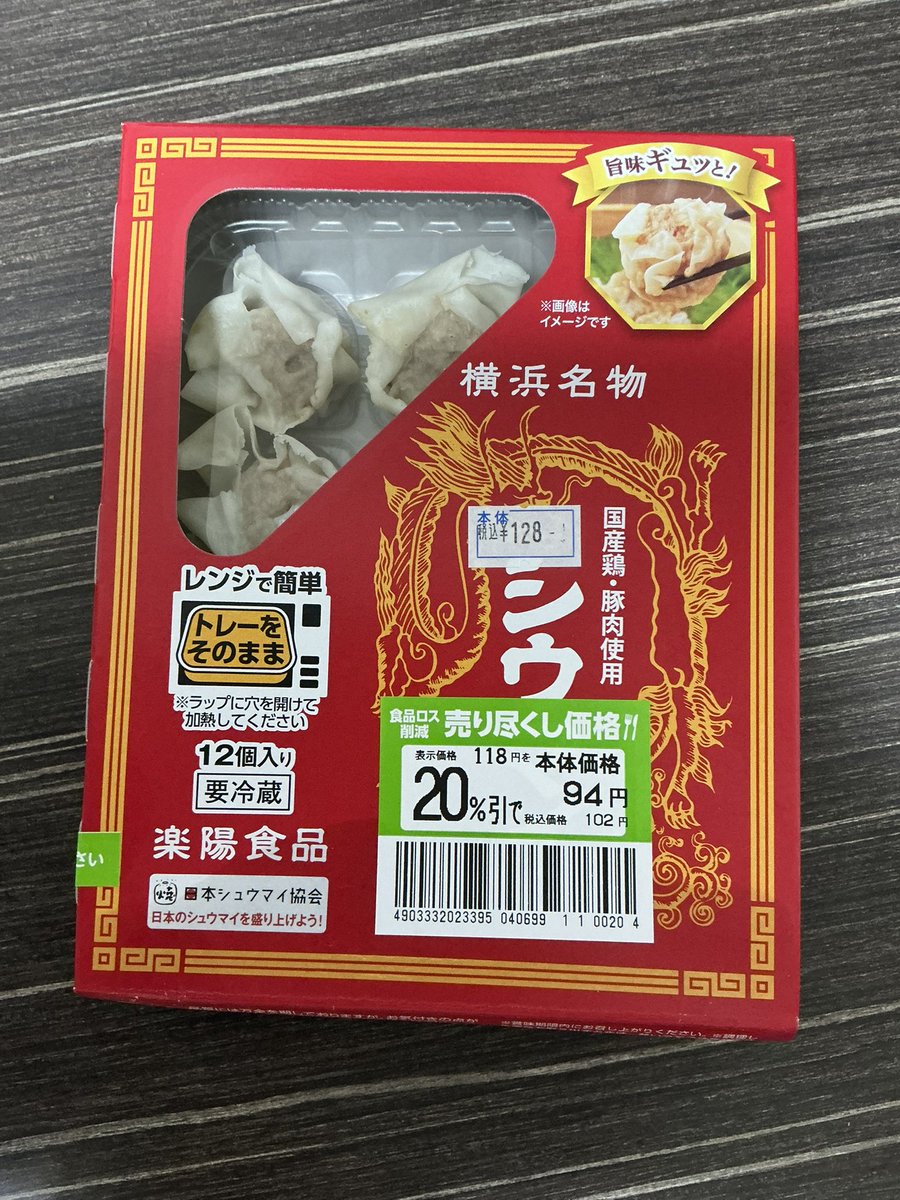 旨味ギュッと!
※画像は
イメージです
横浜名物
本体
税込¥128-
国産鶏・豚肉使用
ンウ
レンジで簡単
トレーを
そのまま
※ラップに穴を開けて
加熱してください
12個入り
要冷蔵
楽陽食品
本シュウマイ協会
日本のシュウマイを盛り上げよう!
さい
食品ロス
削減
売り尽くし価格
表示価格 118円を 本体価格
20%引で 94円
税込価格 102円
4903332023395 040699 1 1 0020 4